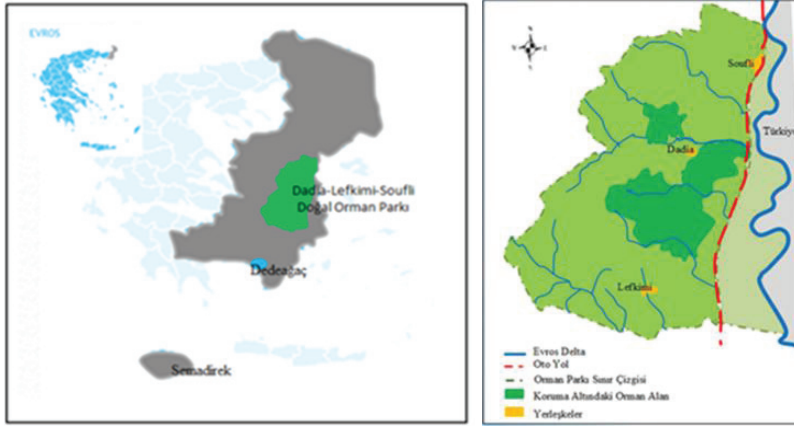 EVROS
Dadia-Lefkimi-Soufli
Doğal Orman Parkı
Dedeağaç
Semadirek
Soufli
Türkiye
Dadia
Lefkimi
Evros Delta
Oto Yol
Orman Parkı Sınır Çizgisi
Koruma Altındaki Orman Alan
Yerleşkeler